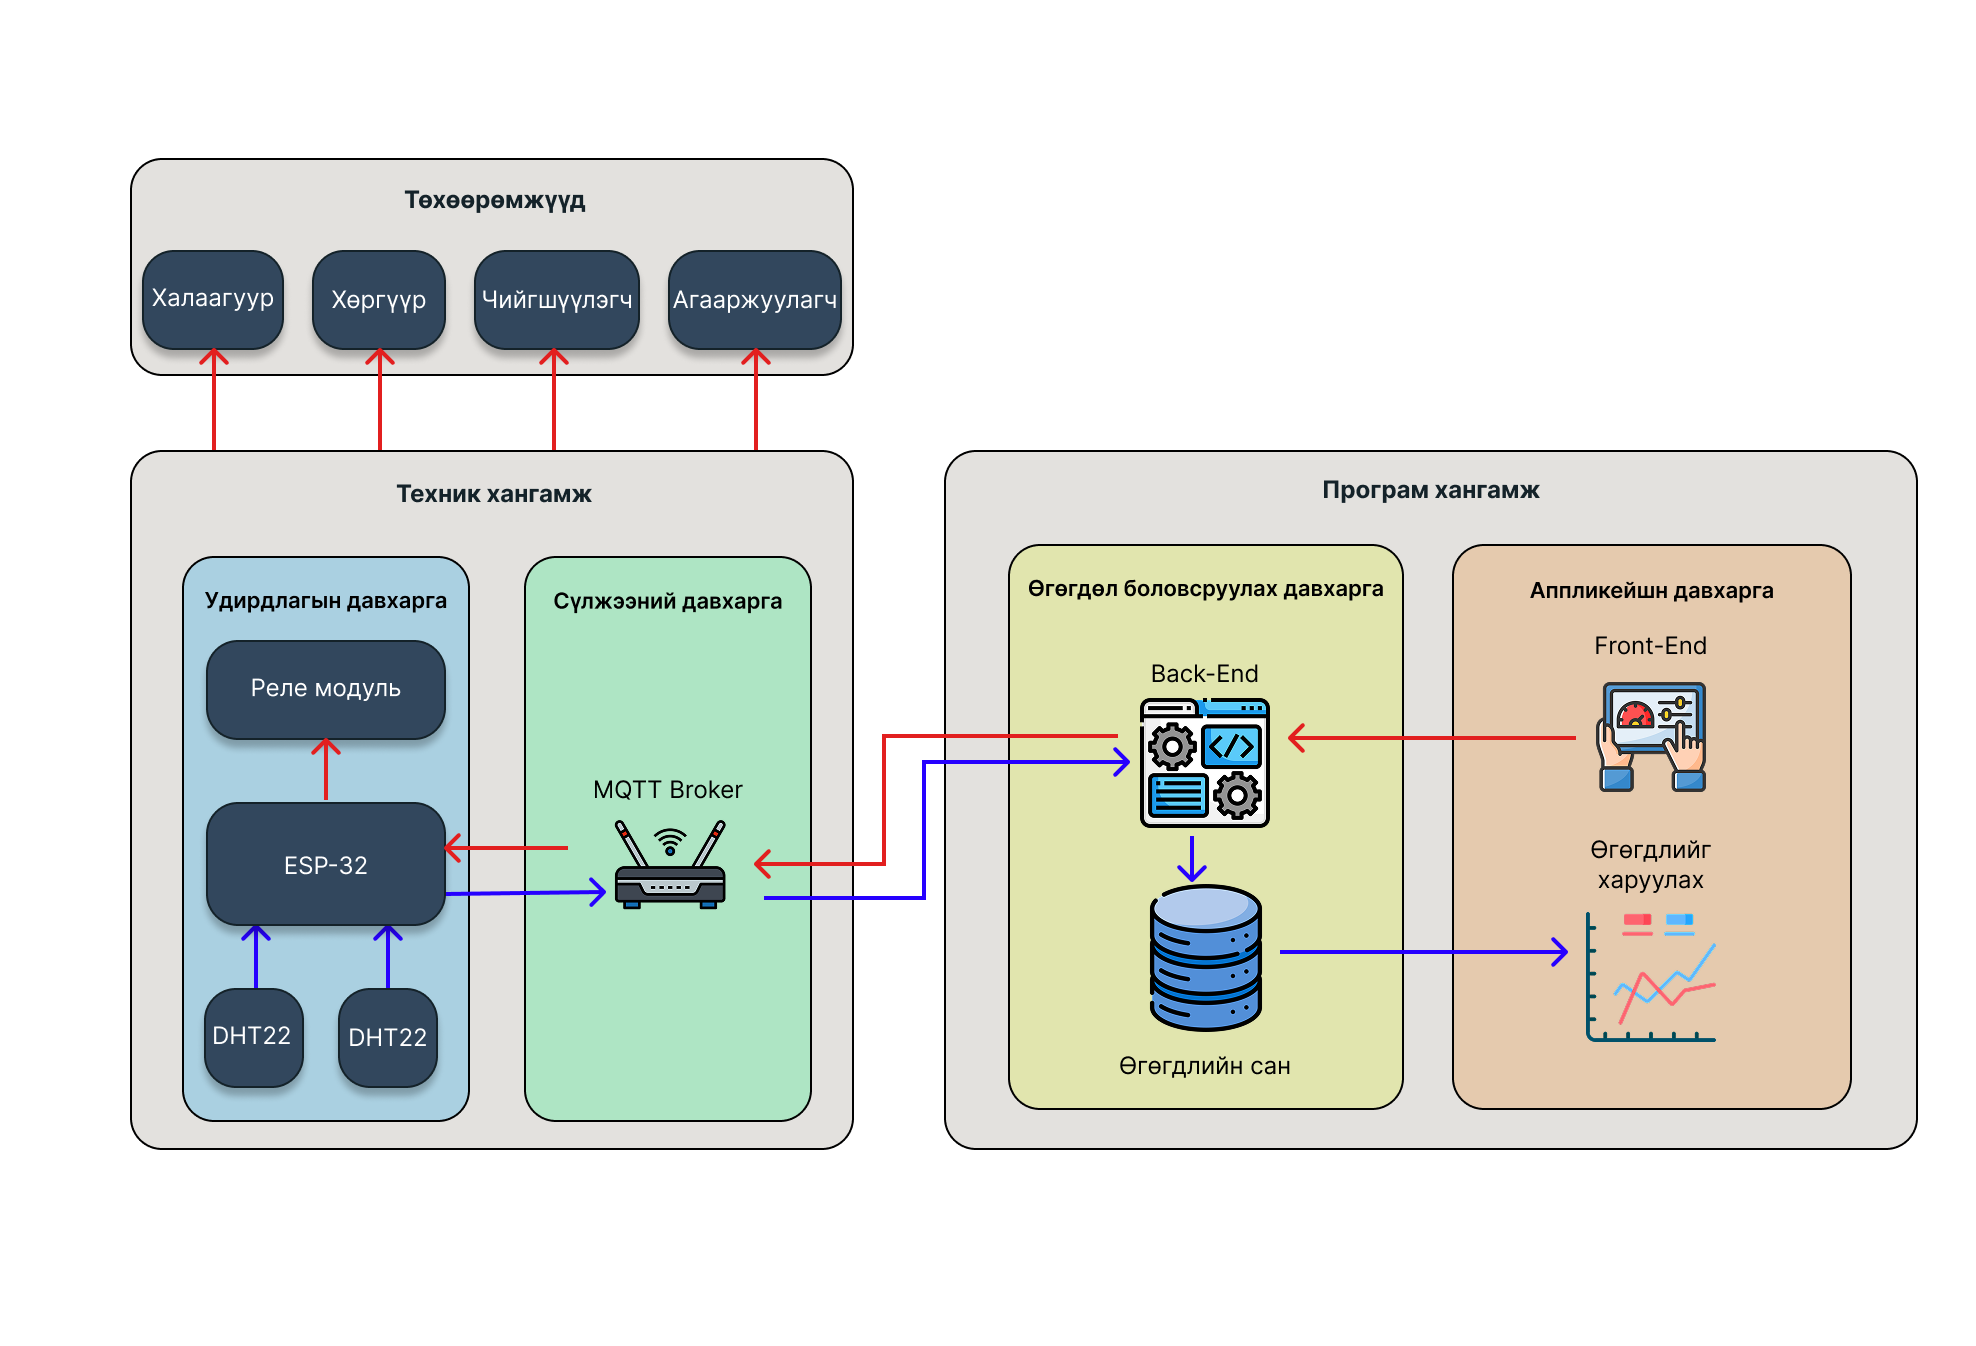 Төхөөрөмжүүд
Халаагуур
Хөргүүр
Чийгшүүлэгч
Агааржуулагч
Техник хангамж
Удирдлагын давхарга
Реле модуль
ESP-32
DHT22
DHT22
Сүлжээний давхарга
MQTT Broker
Програм хангамж
Өгөгдөл боловсруулах давхарга
Back-End
Өгөгдлийн сан
Аппликейшн давхарга
Front-End
Өгөгдлийг
харуулах